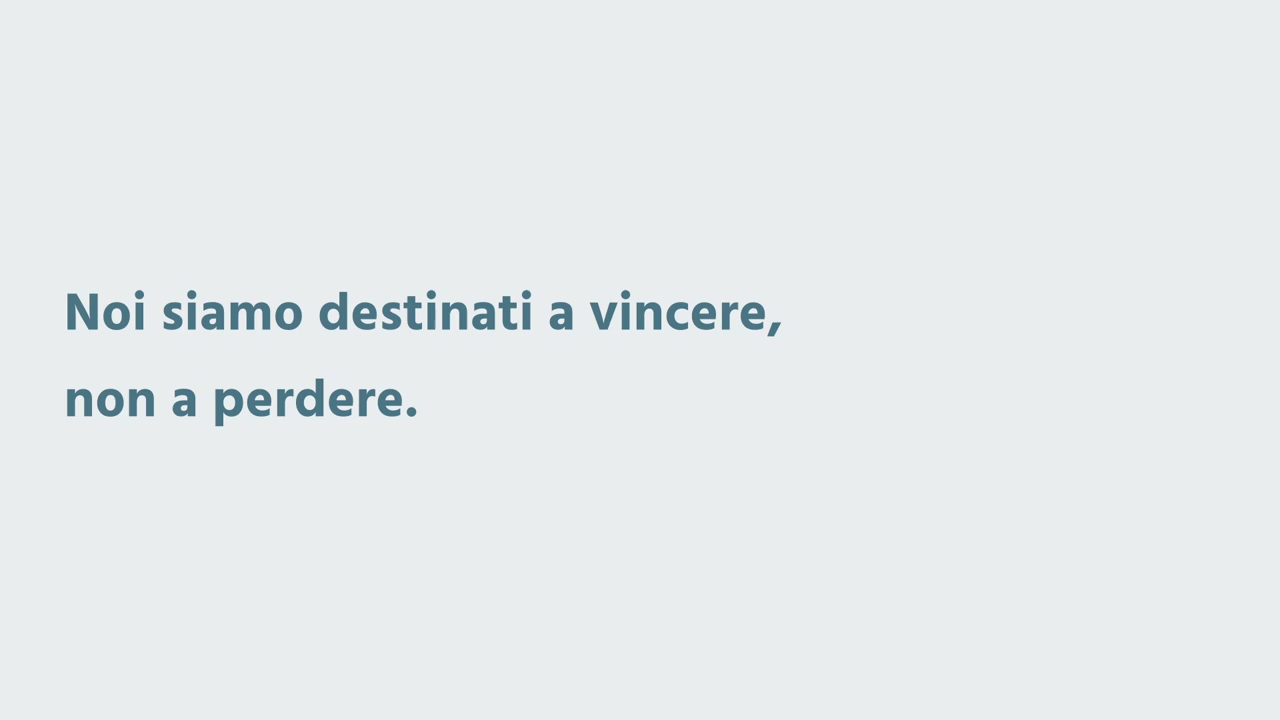 Noi siamo destinati a vincere,
non a perdere.